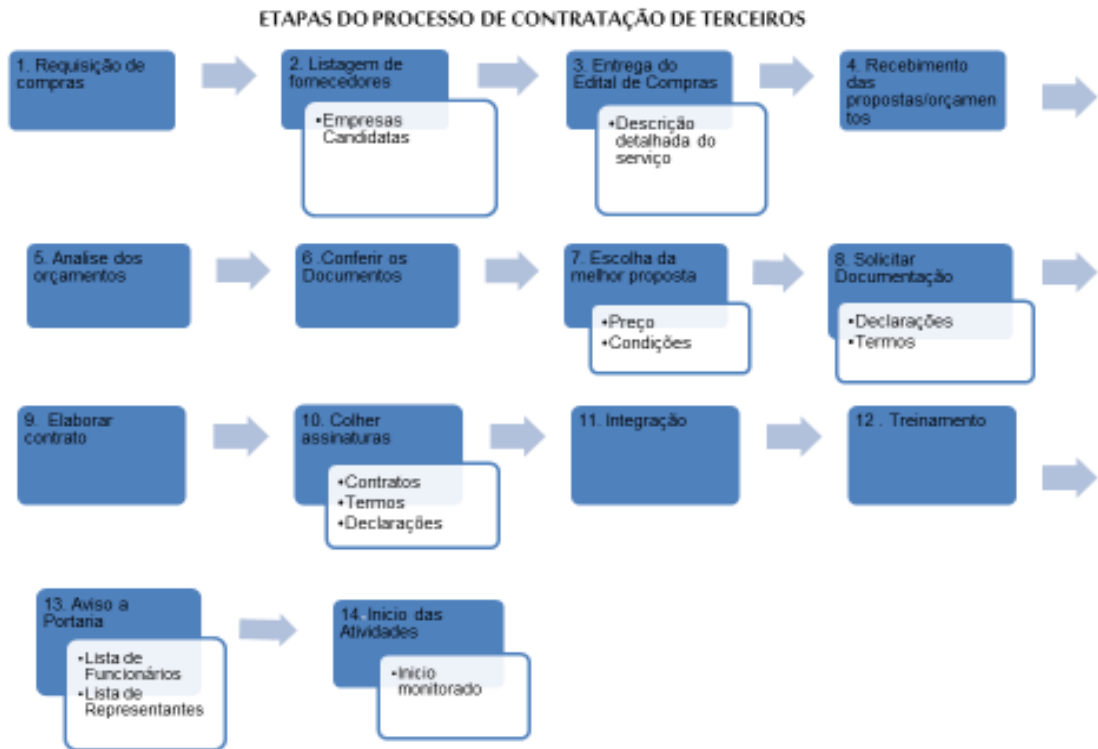 ETAPAS DO PROCESSO DE CONTRATAÇÃO DE TERCEIROS
1. Requisição de
compras
2. Listagem de
fornecedores
•Empresas
Candidatas
3. Entrega do
Edital de Compras
•Descrição
detalhada do
serviço
4. Recebimento
das
propostas/orçamen
tos
5. Analise dos
orçamentos
6 .Conferir os
Documentos
7. Escolha da
melhor proposta
•Preço
•Condições
8. Solicitar
Documentação
•Declarações
•Termos
9. Elaborar
contrato
10. Colher
assinaturas
•Contratos
•Termos
•Declarações
11. Integração
12 . Treinamento
13. Aviso a
Portaria
•Lista de
Funcionários
•Lista de
Representantes
14. Inicio das
Atividades
•Inicio
monitorado